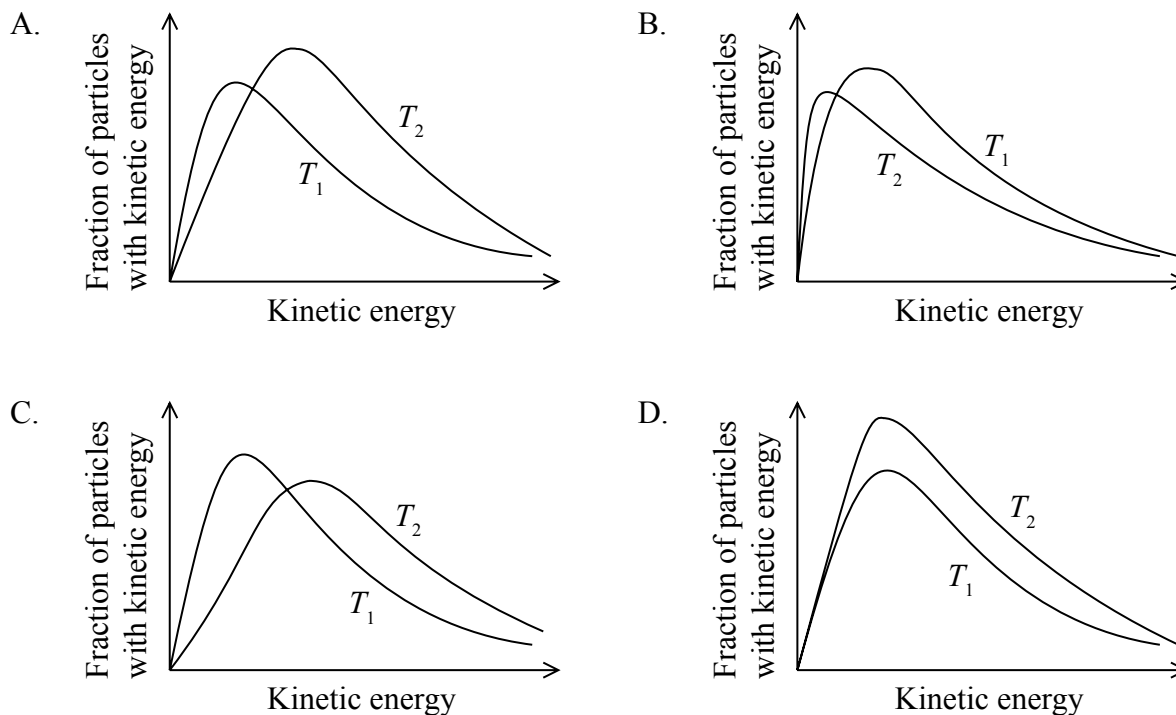 A.
Fraction of particles
with kinetic energy
T₂
T₁
Kinetic energy
B.
Fraction of particles
with kinetic energy
T₁
T₂
Kinetic energy
C.
Fraction of particles
with kinetic energy
T₂
T₁
Kinetic energy
D.
Fraction of particles
with kinetic energy
T₂
T₁
Kinetic energy